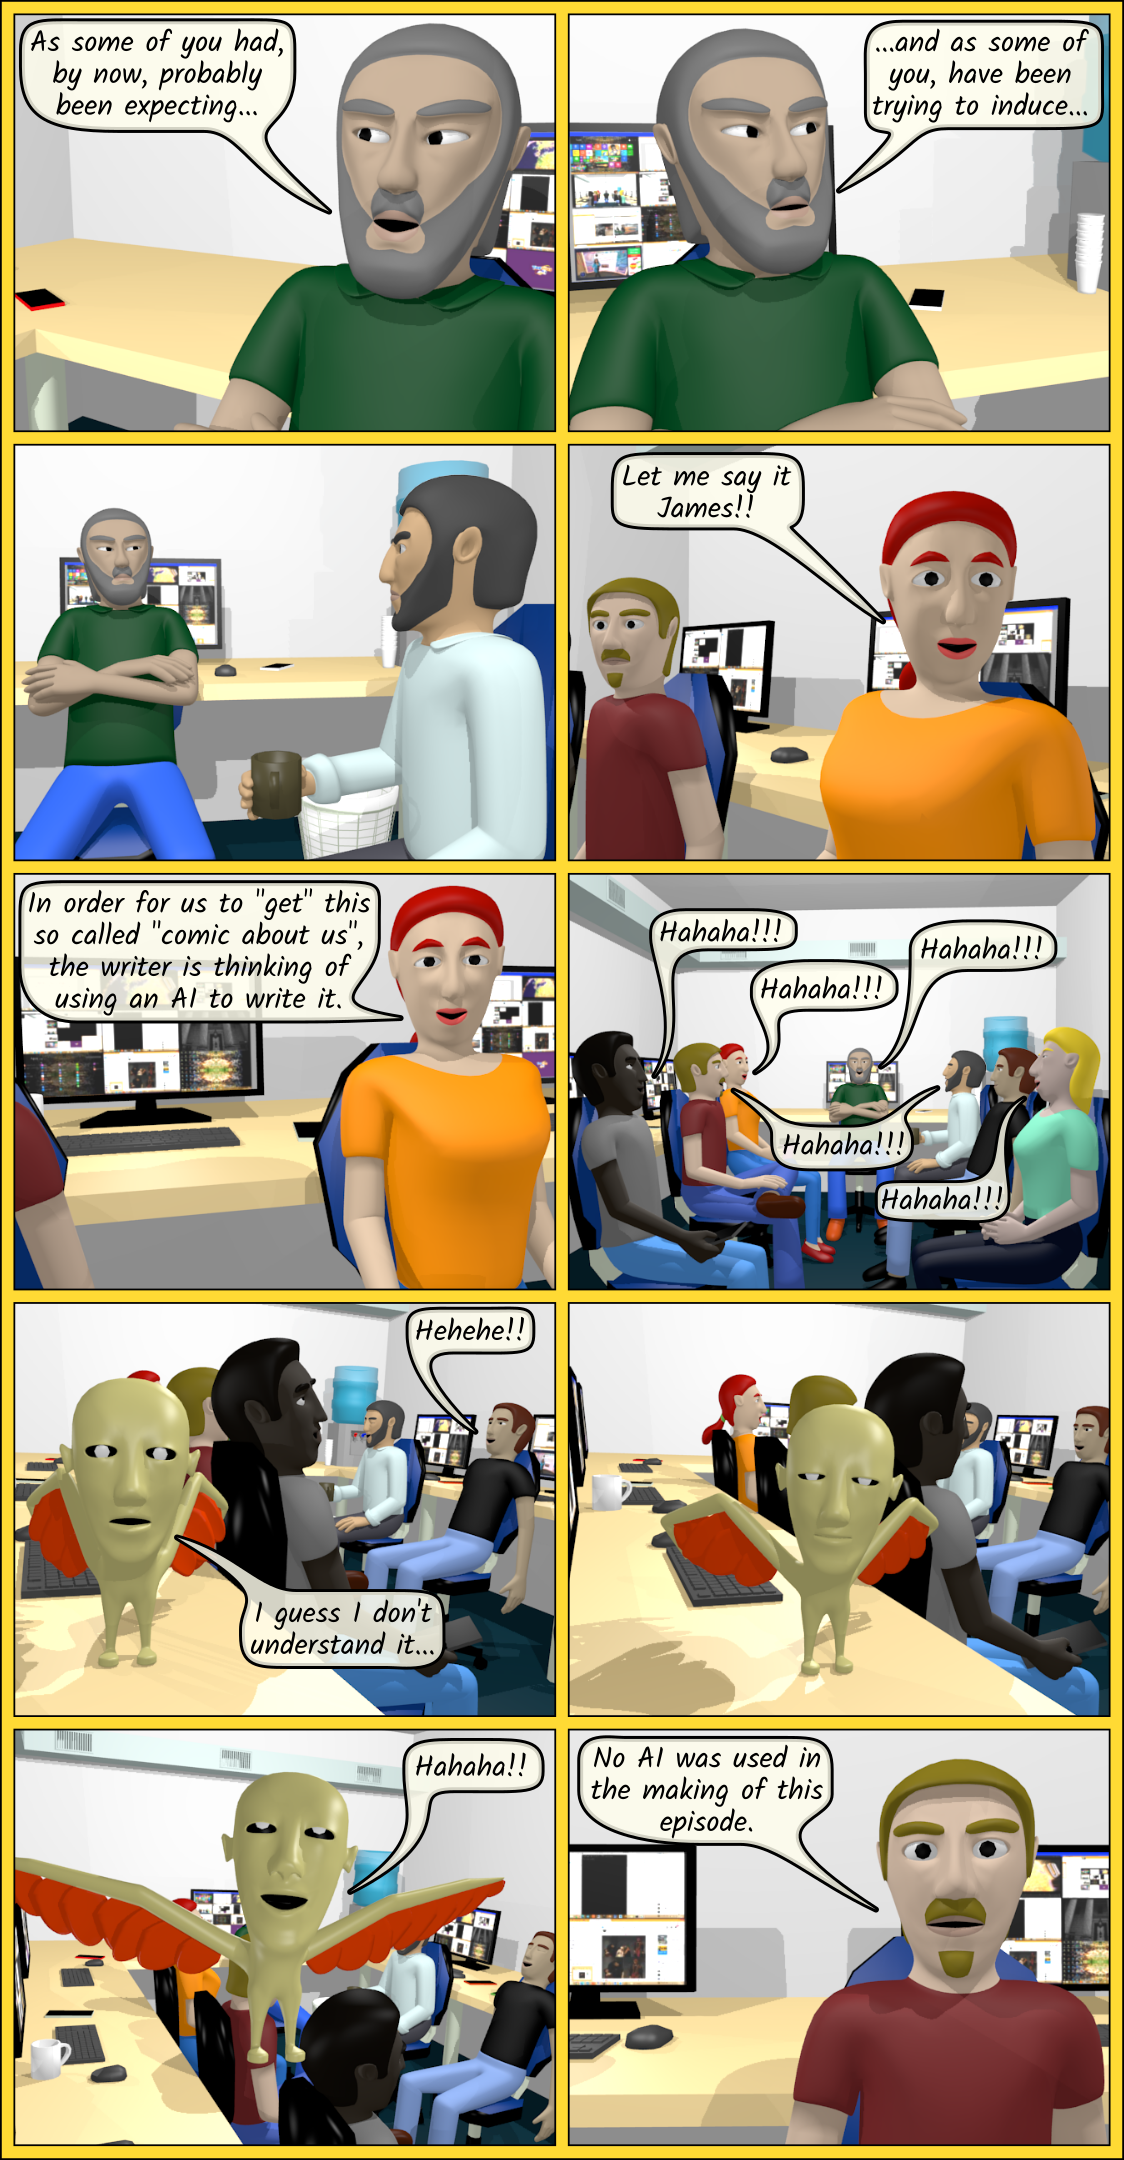 As some of you had,
by now, probably
been expecting...
...and as some of
you, have been
trying to induce...
Let me say it
James!!
In order for us to "get" this
so called "comic about us",
the writer is thinking of
using an AI to write it.
Hahaha!!!
Hahaha!!!
Hahaha!!!
Hahaha!!!
Hahaha!!!
Hehehe!!
I guess I don't
understand it...
Hahaha!!
No AI was used in
the making of this
episode.